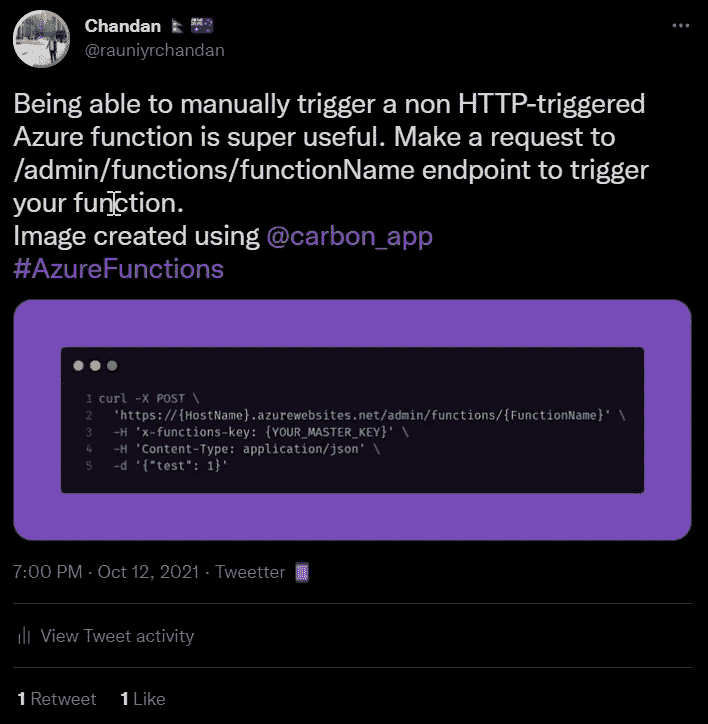 Chandan
@rauniyrchandan
Being able to manually trigger a non HTTP-triggered
Azure function is super useful. Make a request to
/admin/functions/functionName endpoint to trigger
your function.
Image created using @carbon_app
#AzureFunctions
1 curl -X POST \
2 'https://{HostName}.azurewebsites.net/admin/functions/{FunctionName}' \
3 -H 'x-functions-key: {YOUR_MASTER_KEY}' \
4 -H 'Content-Type: application/json' \
5 -d '{"test": 1}'
7:00 PM · Oct 12, 2021 · Tweetter
View Tweet activity
1 Retweet 1 Like